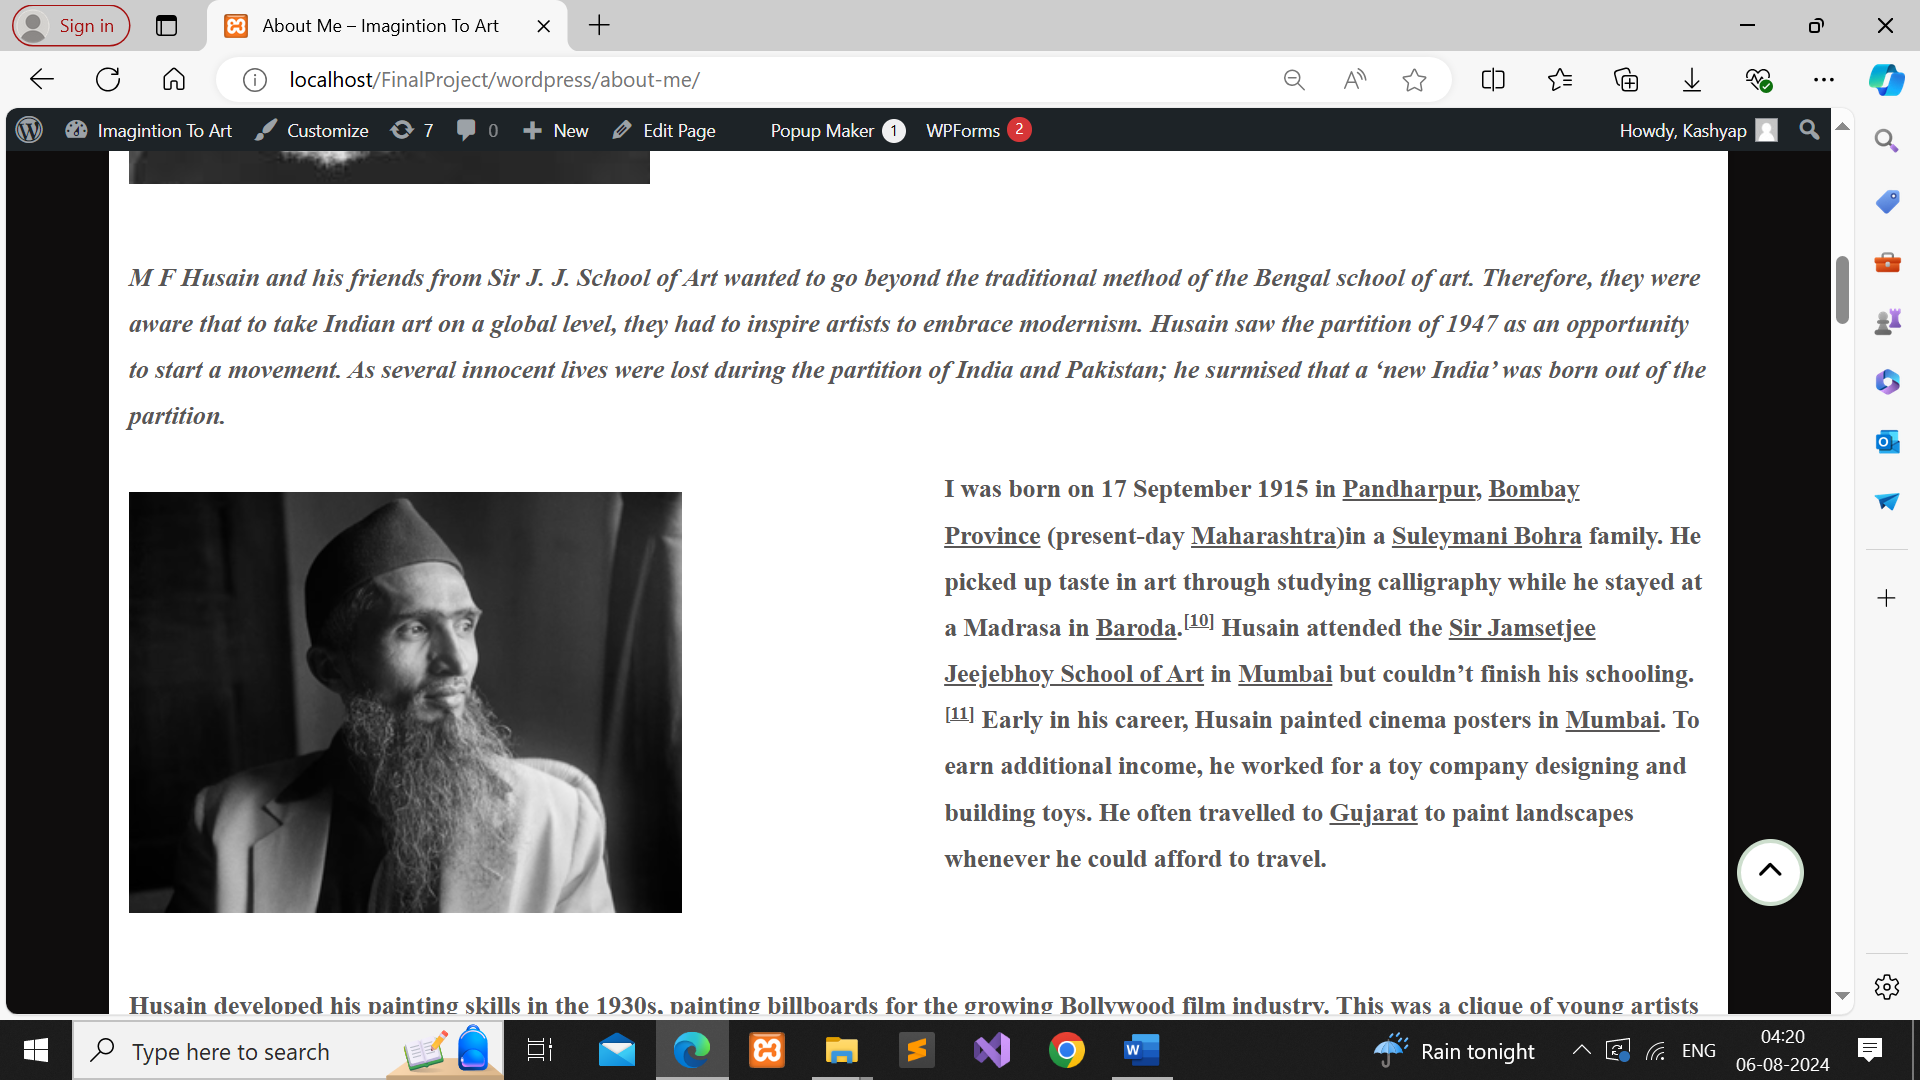 Sign in
About Me – Imagintion To Art
localhost/FinalProject/wordpress/about-me/
Imagintion To Art Customize 7 0 New Edit Page Popup Maker 1 WPForms 2 Howdy, Kashyap
M F Husain and his friends from Sir J. J. School of Art wanted to go beyond the traditional method of the Bengal school of art. Therefore, they were
aware that to take Indian art on a global level, they had to inspire artists to embrace modernism. Husain saw the partition of 1947 as an opportunity
to start a movement. As several innocent lives were lost during the partition of India and Pakistan; he surmised that a ‘new India’ was born out of the
partition.
I was born on 17 September 1915 in Pandharpur, Bombay
Province (present-day Maharashtra)in a Suleymani Bohra family. He
picked up taste in art through studying calligraphy while he stayed at
a Madrasa in Baroda.[10] Husain attended the Sir Jamsetjee
Jeejebhoy School of Art in Mumbai but couldn’t finish his schooling.
[11] Early in his career, Husain painted cinema posters in Mumbai. To
earn additional income, he worked for a toy company designing and
building toys. He often travelled to Gujarat to paint landscapes
whenever he could afford to travel.
Husain developed his painting skills in the 1930s, painting billboards for the growing Bollywood film industry. This was a clique of young artists
Type here to search
Rain tonight
ENG
04:20
06-08-2024